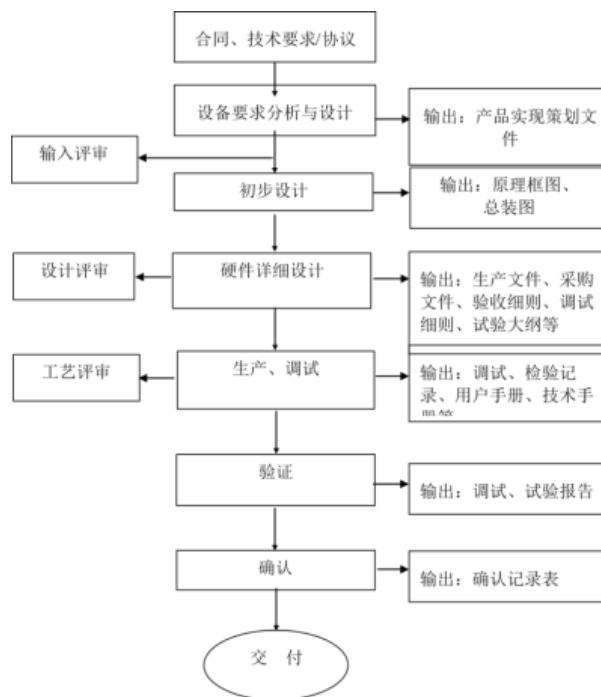 合同、技术要求/协议
设备要求分析与设计
输出：产品实现策划文
件
输入评审
初步设计
输出：原理框图、
总装图
设计评审
硬件详细设计
输出：生产文件、采购
文件、验收细则、调试
细则、试验大纲等
工艺评审
生产、调试
输出：调试、检验记
录、用户手册、技术手
册等
验证
输出：调试、试验报告
确认
输出：确认记录表
交 付